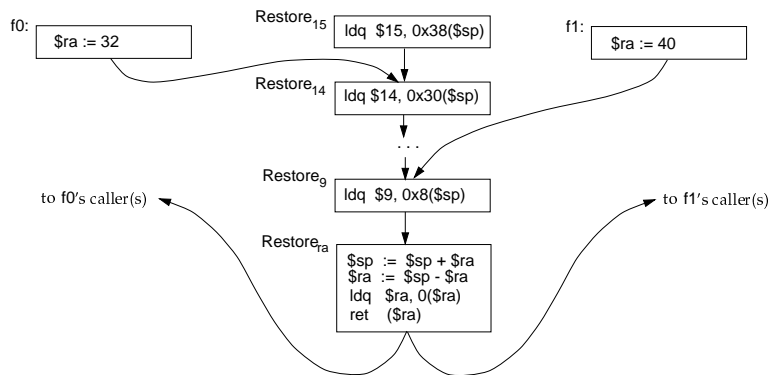 f0:
$ra := 32
Restore15
ldq $15, 0x38($sp)
f1:
$ra := 40
Restore14
ldq $14, 0x30($sp)
. . .
Restore9
ldq $9, 0x8($sp)
to f0's caller(s)
to f1's caller(s)
Restorera
$sp := $sp + $ra
$ra := $sp - $ra
ldq $ra, 0($ra)
ret ($ra)